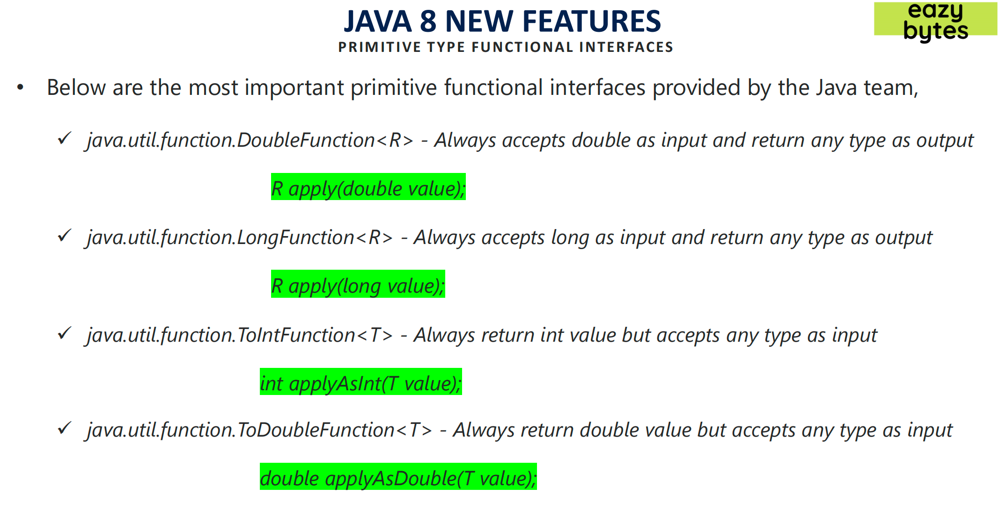 JAVA 8 NEW FEATURES
PRIMITIVE TYPE FUNCTIONAL INTERFACES
eazy
bytes
• Below are the most important primitive functional interfaces provided by the Java team,
✓ java.util.function.DoubleFunction<R> - Always accepts double as input and return any type as output
R apply(double value);
✓ java.util.function.LongFunction<R> - Always accepts long as input and return any type as output
R apply(long value);
✓ java.util.function.ToIntFunction<T> - Always return int value but accepts any type as input
int applyAsInt(T value);
✓ java.util.function.ToDoubleFunction<T> - Always return double value but accepts any type as input
double applyAsDouble(T value);